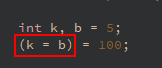 int k, b = 5;
(k = b) = 100;